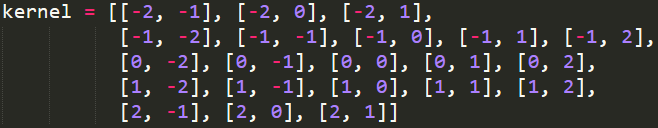 kernel = [[-2, -1], [-2, 0], [-2, 1],
[-1, -2], [-1, -1], [-1, 0], [-1, 1], [-1, 2],
[0, -2], [0, -1], [0, 0], [0, 1], [0, 2],
[1, -2], [1, -1], [1, 0], [1, 1], [1, 2],
[2, -1], [2, 0], [2, 1]]